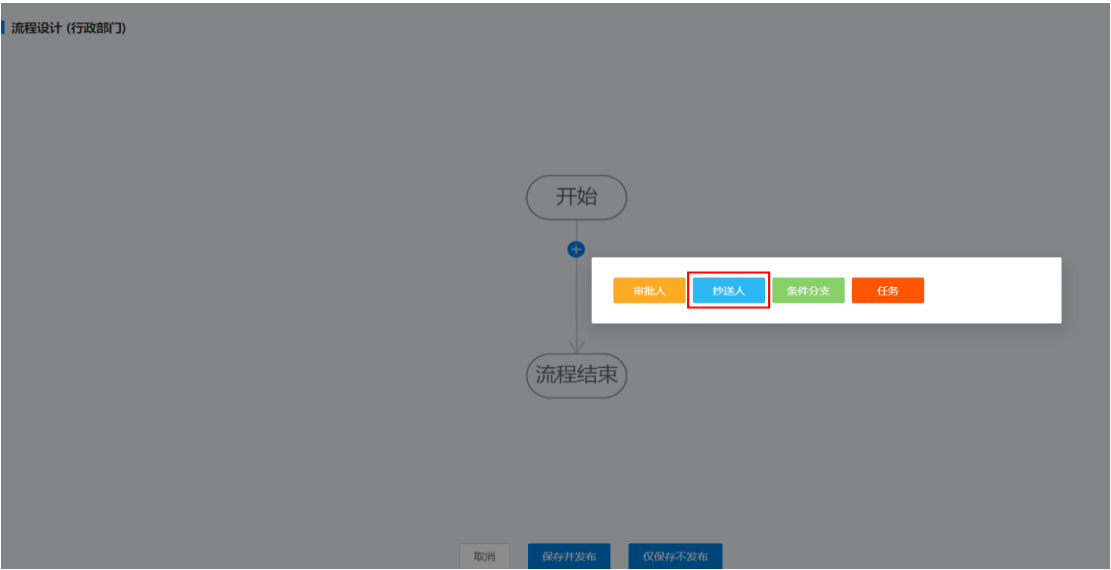 流程设计 (行政部门)
开始
审批人 抄送人 条件分支 任务
流程结束
取消 保存并发布 仅保存不发布